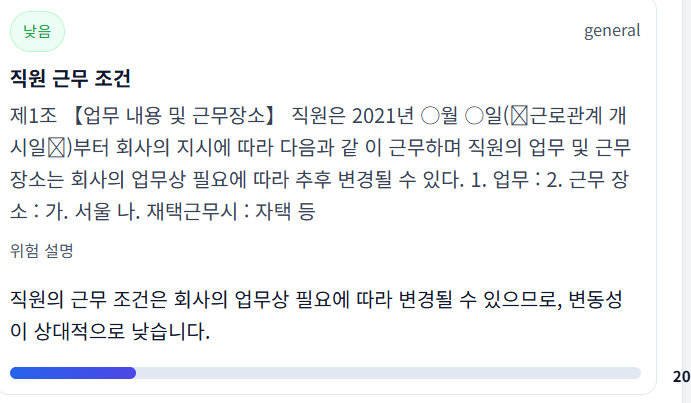 낮음
general
직원 근무 조건
제1조 【업무 내용 및 근무장소】 직원은 2021년 ○월 ○일(☒근로관계 개
시일☒)부터 회사의 지시에 따라 다음과 같 이 근무하며 직원의 업무 및 근무
장소는 회사의 업무상 필요에 따라 추후 변경될 수 있다. 1. 업무 : 2. 근무 장
소 : 가. 서울 나. 재택근무시 : 자택 등
위험 설명
직원의 근무 조건은 회사의 업무상 필요에 따라 변경될 수 있으므로, 변동성
이 상대적으로 낮습니다.
20